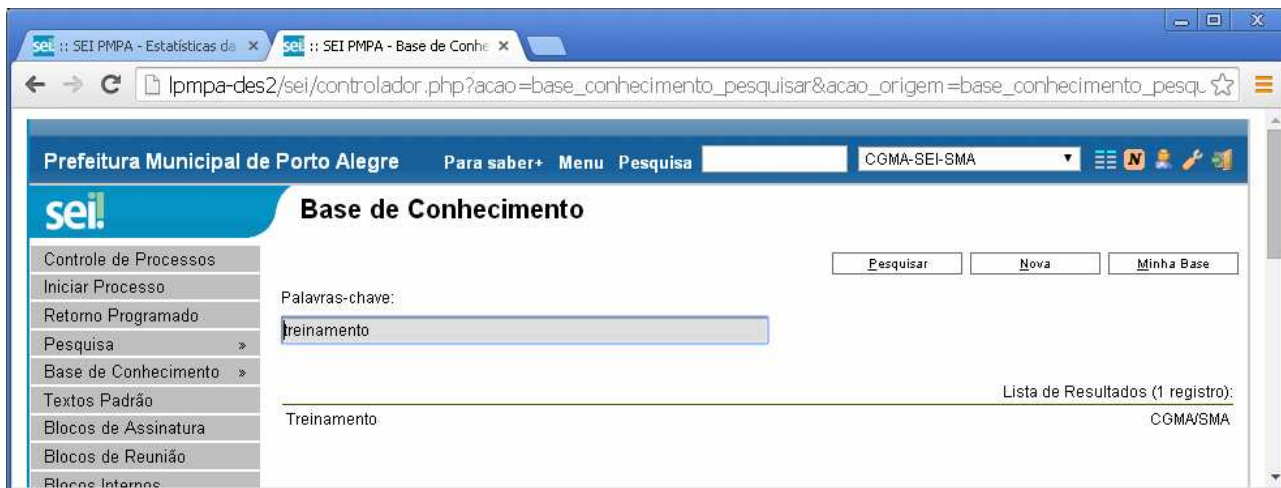 sei! :: SEI PMPA - Estatísticas da
sei! :: SEI PMPA - Base de Conhe
lpmpa-des2/sei/controlador.php?acao=base_conhecimento_pesquisar&acao_origem=base_conhecimento_pesqu
Prefeitura Municipal de Porto Alegre Para saber+ Menu Pesquisa CGMA-SEI-SMA N
sei! Base de Conhecimento
Controle de Processos
Pesquisar Nova Minha Base
Iniciar Processo
Palavras-chave:
Retorno Programado
treinamento
Pesquisa »
Base de Conhecimento »
Lista de Resultados (1 registro):
Textos Padrão
Treinamento CGMA/SMA
Blocos de Assinatura
Blocos de Reunião
Blocos Internos